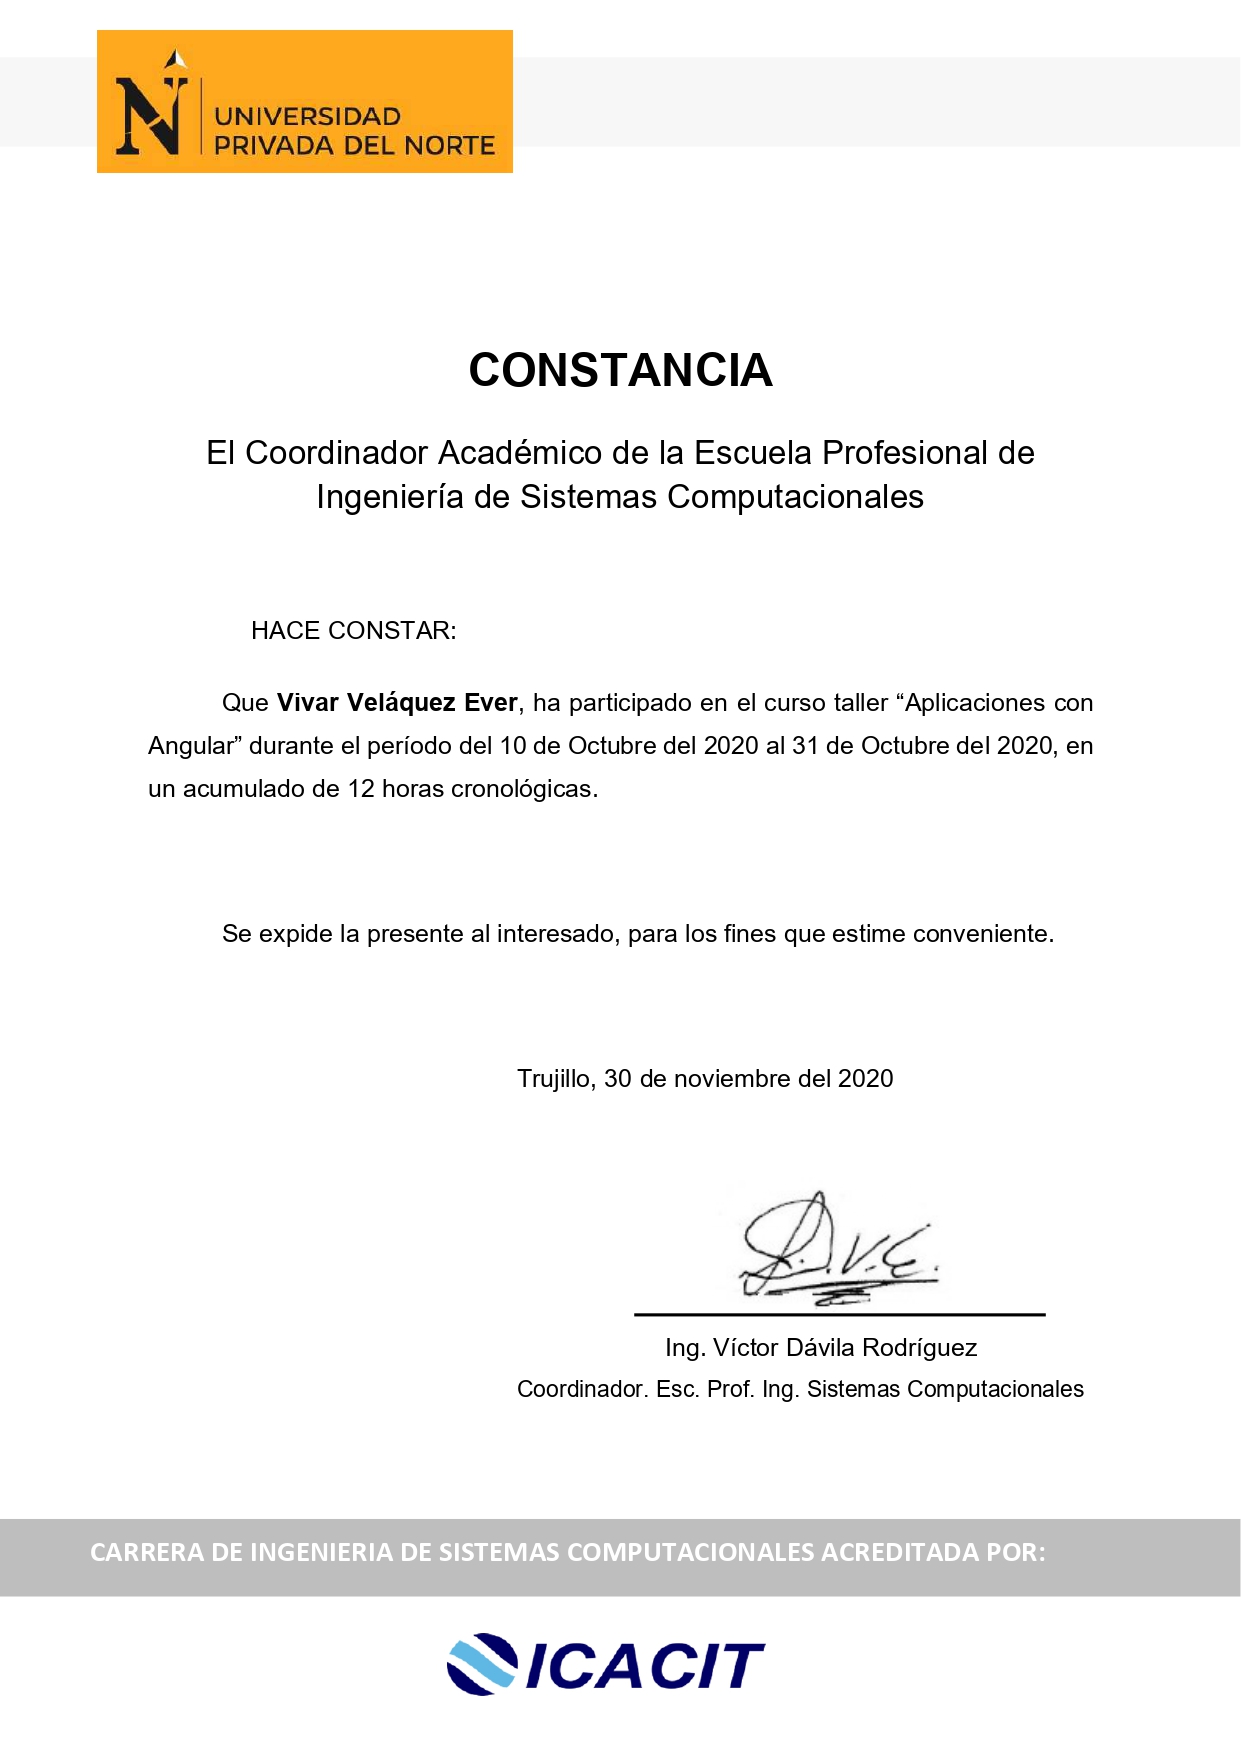 UNIVERSIDAD
PRIVADA DEL NORTE
CONSTANCIA
El Coordinador Académico de la Escuela Profesional de
Ingeniería de Sistemas Computacionales
HACE CONSTAR:
Que Vivar Veláquez Ever, ha participado en el curso taller “Aplicaciones con
Angular” durante el período del 10 de Octubre del 2020 al 31 de Octubre del 2020, en
un acumulado de 12 horas cronológicas.
Se expide la presente al interesado, para los fines que estime conveniente.
Trujillo, 30 de noviembre del 2020
Ing. Víctor Dávila Rodríguez
Coordinador. Esc. Prof. Ing. Sistemas Computacionales
CARRERA DE INGENIERIA DE SISTEMAS COMPUTACIONALES ACREDITADA POR:
ICACIT